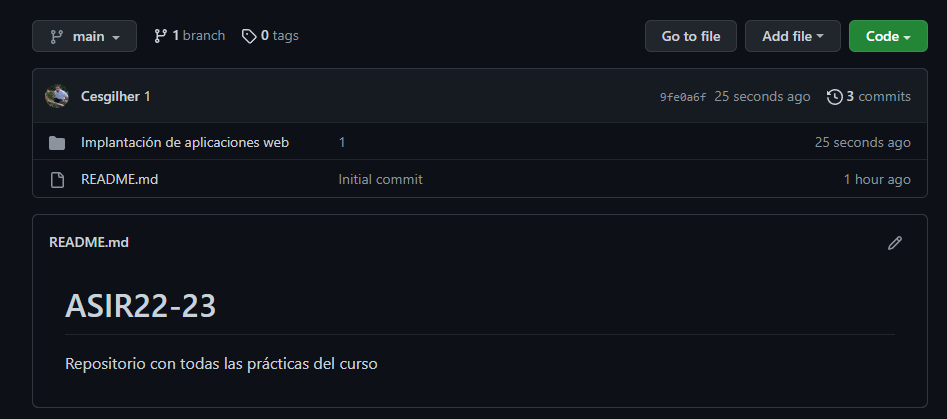 main 1 branch 0 tags Go to file Add file Code
Cesgilher 1 9fe0a6f 25 seconds ago 3 commits
Implantación de aplicaciones web 1 25 seconds ago
README.md Initial commit 1 hour ago
README.md
ASIR22-23
Repositorio con todas las prácticas del curso